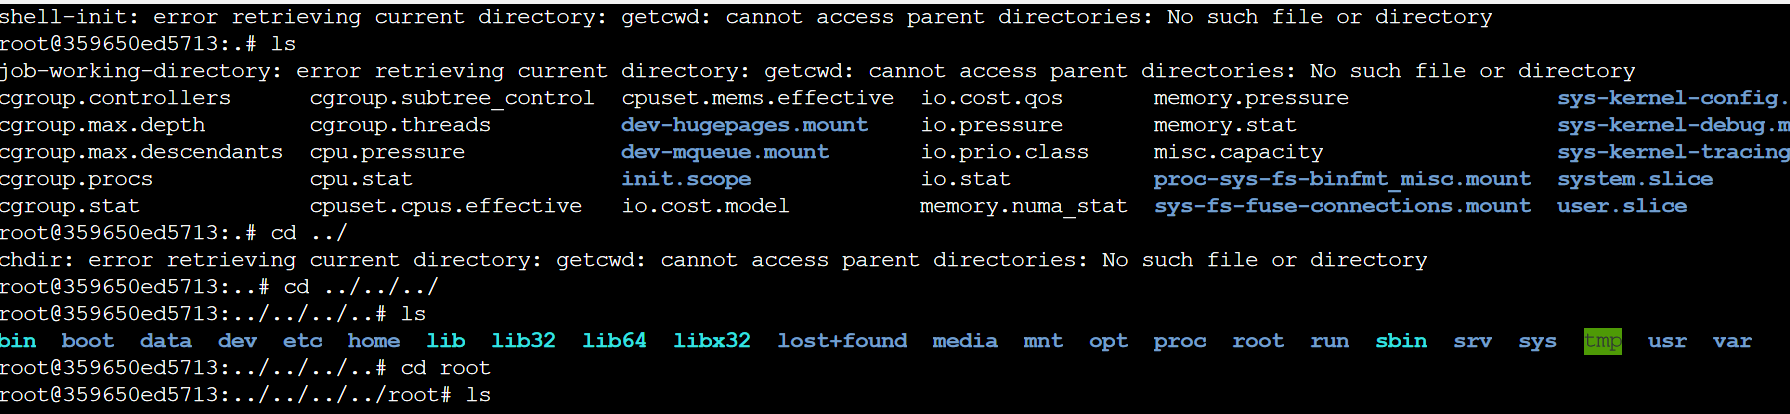 shell-init: error retrieving current directory: getcwd: cannot access parent directories: No such file or directory
root@359650ed5713:.# ls
job-working-directory: error retrieving current directory: getcwd: cannot access parent directories: No such file or directory
cgroup.controllers cgroup.subtree_control cpuset.mems.effective io.cost.qos memory.pressure sys-kernel-config.
cgroup.max.depth cgroup.threads dev-hugepages.mount io.pressure memory.stat sys-kernel-debug.m
cgroup.max.descendants cpu.pressure dev-mqueue.mount io.prio.class misc.capacity sys-kernel-tracing
cgroup.procs cpu.stat init.scope io.stat proc-sys-fs-binfmt_misc.mount system.slice
cgroup.stat cpuset.cpus.effective io.cost.model memory.numa_stat sys-fs-fuse-connections.mount user.slice
root@359650ed5713:.# cd ../
chdir: error retrieving current directory: getcwd: cannot access parent directories: No such file or directory
root@359650ed5713:..# cd ../../../
root@359650ed5713:../../../..# ls
bin boot data dev etc home lib lib32 lib64 libx32 lost+found media mnt opt proc root run sbin srv sys tmp usr var
root@359650ed5713:../../../..# cd root
root@359650ed5713:../../../../root# ls